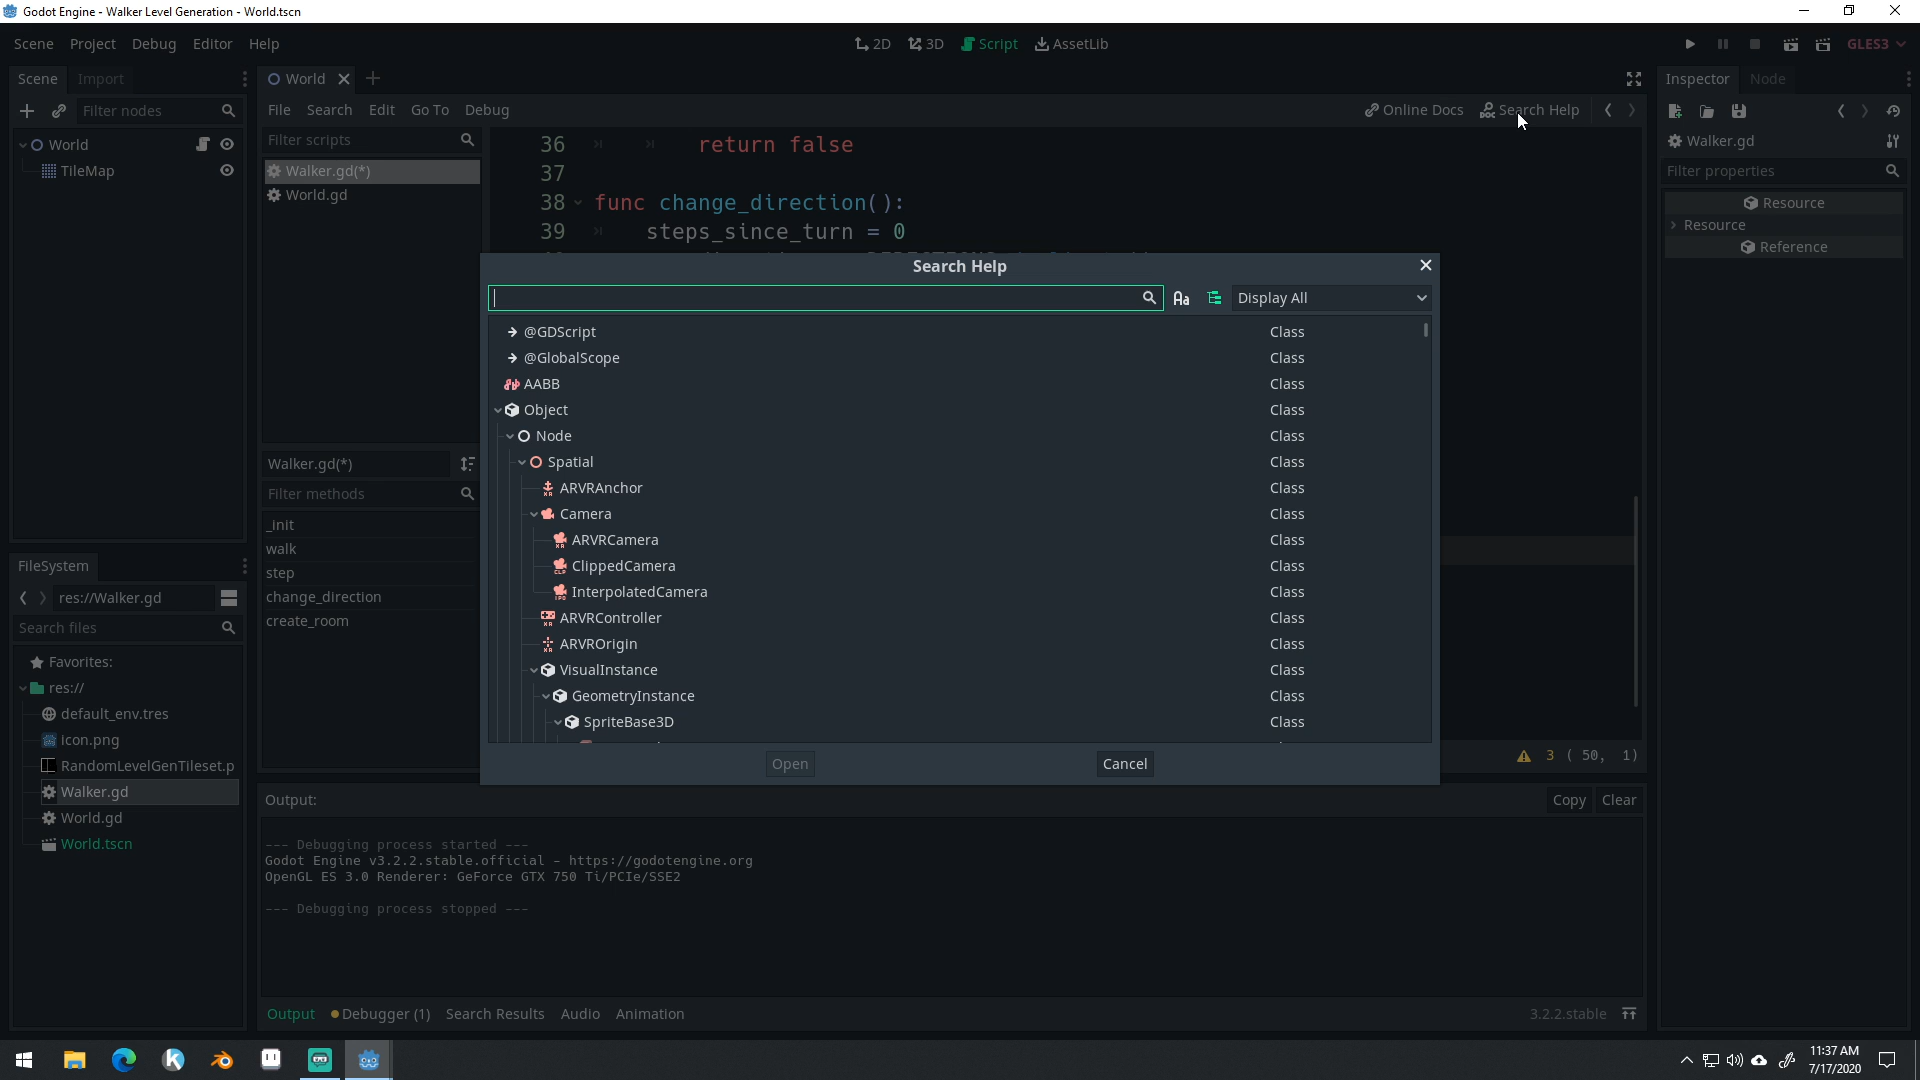 Godot Engine - Walker Level Generation - World.tscn
Scene Project Debug Editor Help
2D 3D Script AssetLib
GLES3
Scene Import
Filter nodes
World
TileMap
FileSystem
res://Walker.gd
Search files
Favorites:
res://
default_env.tres
icon.png
RandomLevelGenTileset.p
Walker.gd
World.gd
World.tscn
World
File Search Edit Go To Debug
Online Docs Search Help
Filter scripts
Walker.gd(*)
World.gd
Walker.gd(*)
Filter methods
_init
walk
step
change_direction
create_room
36 return false
37
38 func change_direction():
39 steps_since_turn = 0
Search Help
Aa Display All
@GDScript Class
@GlobalScope Class
AABB Class
Object Class
Node Class
Spatial Class
ARVRAnchor Class
Camera Class
ARVRCamera Class
ClippedCamera Class
InterpolatedCamera Class
ARVRController Class
ARVROrigin Class
VisualInstance Class
GeometryInstance Class
SpriteBase3D Class
Open Cancel
3 ( 50, 1)
Output: Copy Clear
--- Debugging process started ---
Godot Engine v3.2.2.stable.official - https://godotengine.org
OpenGL ES 3.0 Renderer: GeForce GTX 750 Ti/PCIe/SSE2
--- Debugging process stopped ---
Output Debugger (1) Search Results Audio Animation 3.2.2.stable
Inspector Node
Walker.gd
Filter properties
Resource
Resource
Reference
11:37 AM
7/17/2020